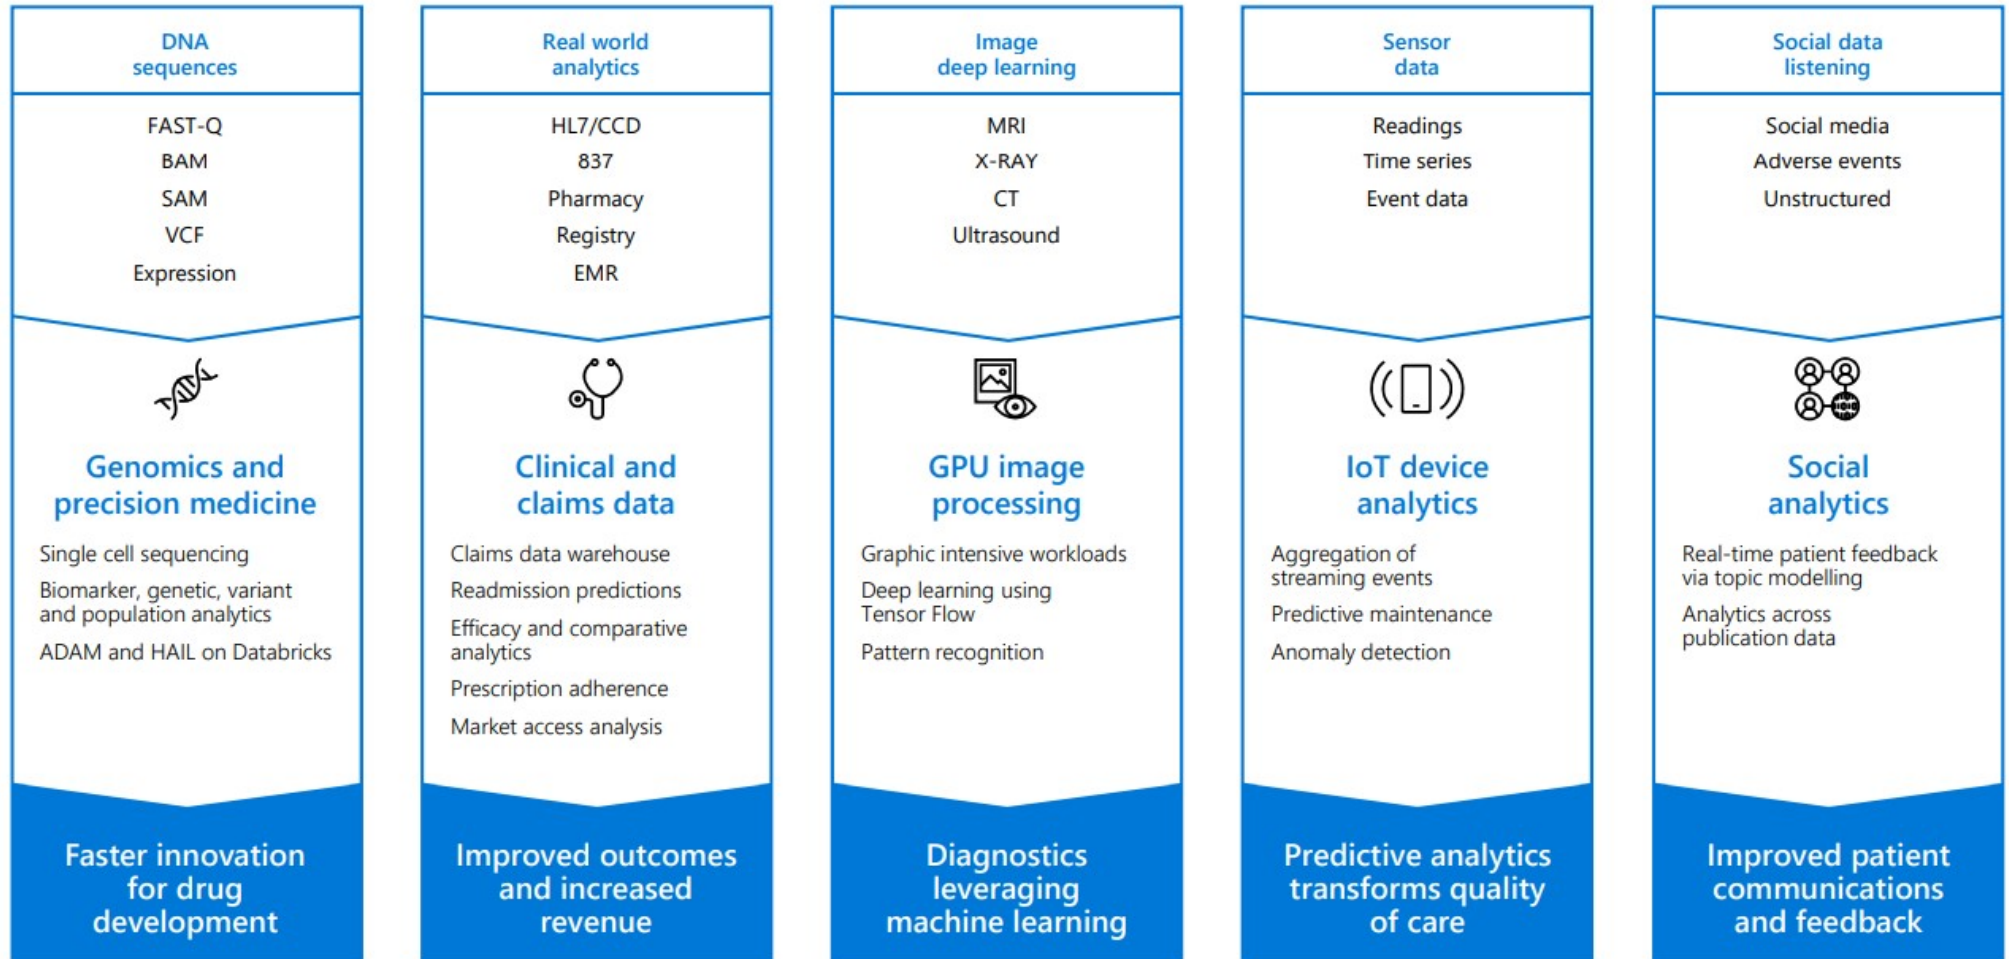 DNA
sequences
FAST-Q
BAM
SAM
VCF
Expression
Genomics and
precision medicine
Single cell sequencing
Biomarker, genetic, variant
and population analytics
ADAM and HAIL on Databricks
Faster innovation
for drug
development
Real world
analytics
HL7/CCD
837
Pharmacy
Registry
EMR
Clinical and
claims data
Claims data warehouse
Readmission predictions
Efficacy and comparative
analytics
Prescription adherence
Market access analysis
Improved outcomes
and increased
revenue
Image
deep learning
MRI
X-RAY
CT
Ultrasound
GPU image
processing
Graphic intensive workloads
Deep learning using
Tensor Flow
Pattern recognition
Diagnostics
leveraging
machine learning
Sensor
data
Readings
Time series
Event data
IoT device
analytics
Aggregation of
streaming events
Predictive maintenance
Anomaly detection
Predictive analytics
transforms quality
of care
Social data
listening
Social media
Adverse events
Unstructured
Social
analytics
Real-time patient feedback
via topic modelling
Analytics across
publication data
Improved patient
communications
and feedback